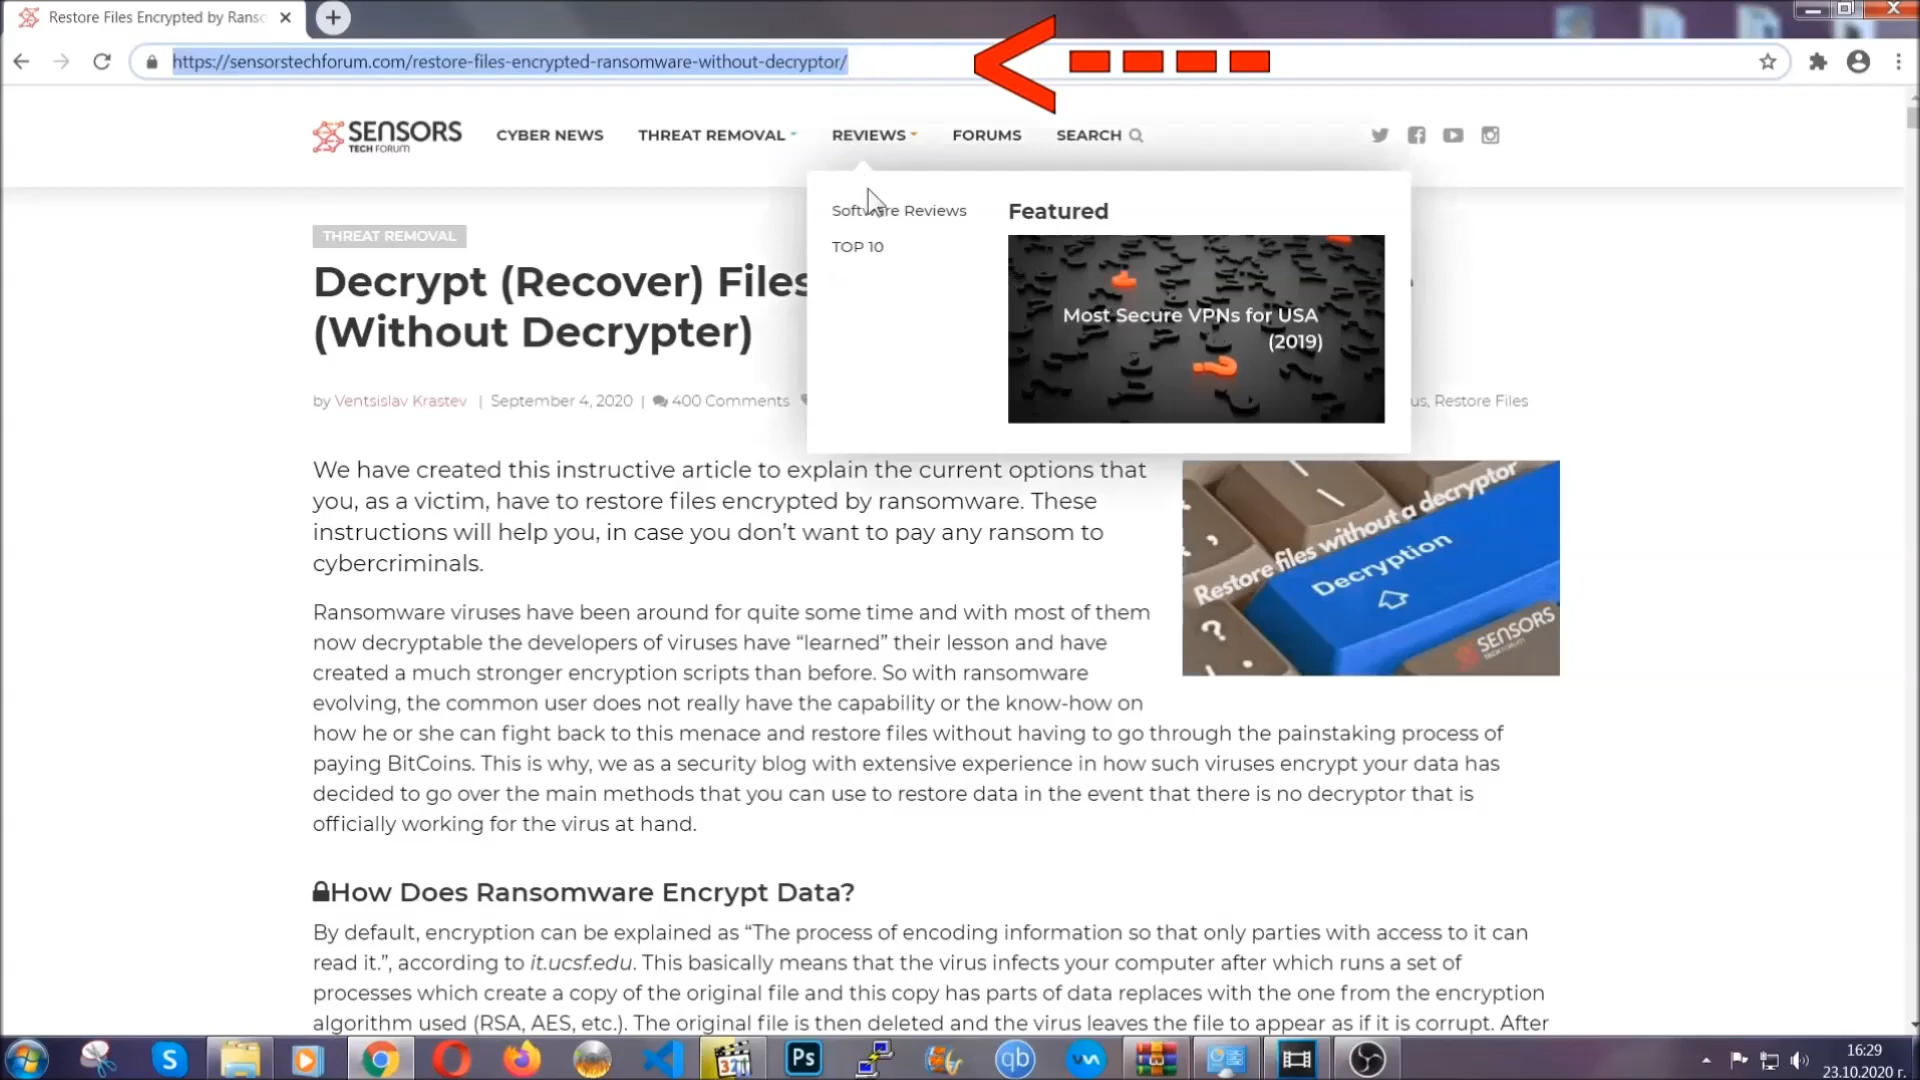 Restore Files Encrypted by Ranso
https://sensorstechforum.com/restore-files-encrypted-ransomware-without-decryptor/
SENSORS
TECH FORUM
CYBER NEWS
THREAT REMOVAL
REVIEWS
FORUMS
SEARCH
Software Reviews
TOP 10
Featured
Most Secure VPNs for USA
(2019)
THREAT REMOVAL
Decrypt (Recover) Files
(Without Decrypter)
by Ventsislav Krastev | September 4, 2020 | 400 Comments
us, Restore Files
We have created this instructive article to explain the current options that
you, as a victim, have to restore files encrypted by ransomware. These
instructions will help you, in case you don’t want to pay any ransom to
cybercriminals.
Restore files without a decryptor
Decryption
SENSORS
Ransomware viruses have been around for quite some time and with most of them
now decryptable the developers of viruses have “learned” their lesson and have
created a much stronger encryption scripts than before. So with ransomware
evolving, the common user does not really have the capability or the know-how on
how he or she can fight back to this menace and restore files without having to go through the painstaking process of
paying BitCoins. This is why, we as a security blog with extensive experience in how such viruses encrypt your data has
decided to go over the main methods that you can use to restore data in the event that there is no decryptor that is
officially working for the virus at hand.
How Does Ransomware Encrypt Data?
By default, encryption can be explained as “The process of encoding information so that only parties with access to it can
read it.”, according to it.ucsf.edu. This basically means that the virus infects your computer after which runs a set of
processes which create a copy of the original file and this copy has parts of data replaces with the one from the encryption
algorithm used (RSA, AES, etc.). The original file is then deleted and the virus leaves the file to appear as if it is corrupt. After
S
321
Ps
qb
16:29
23.10.2020 г.